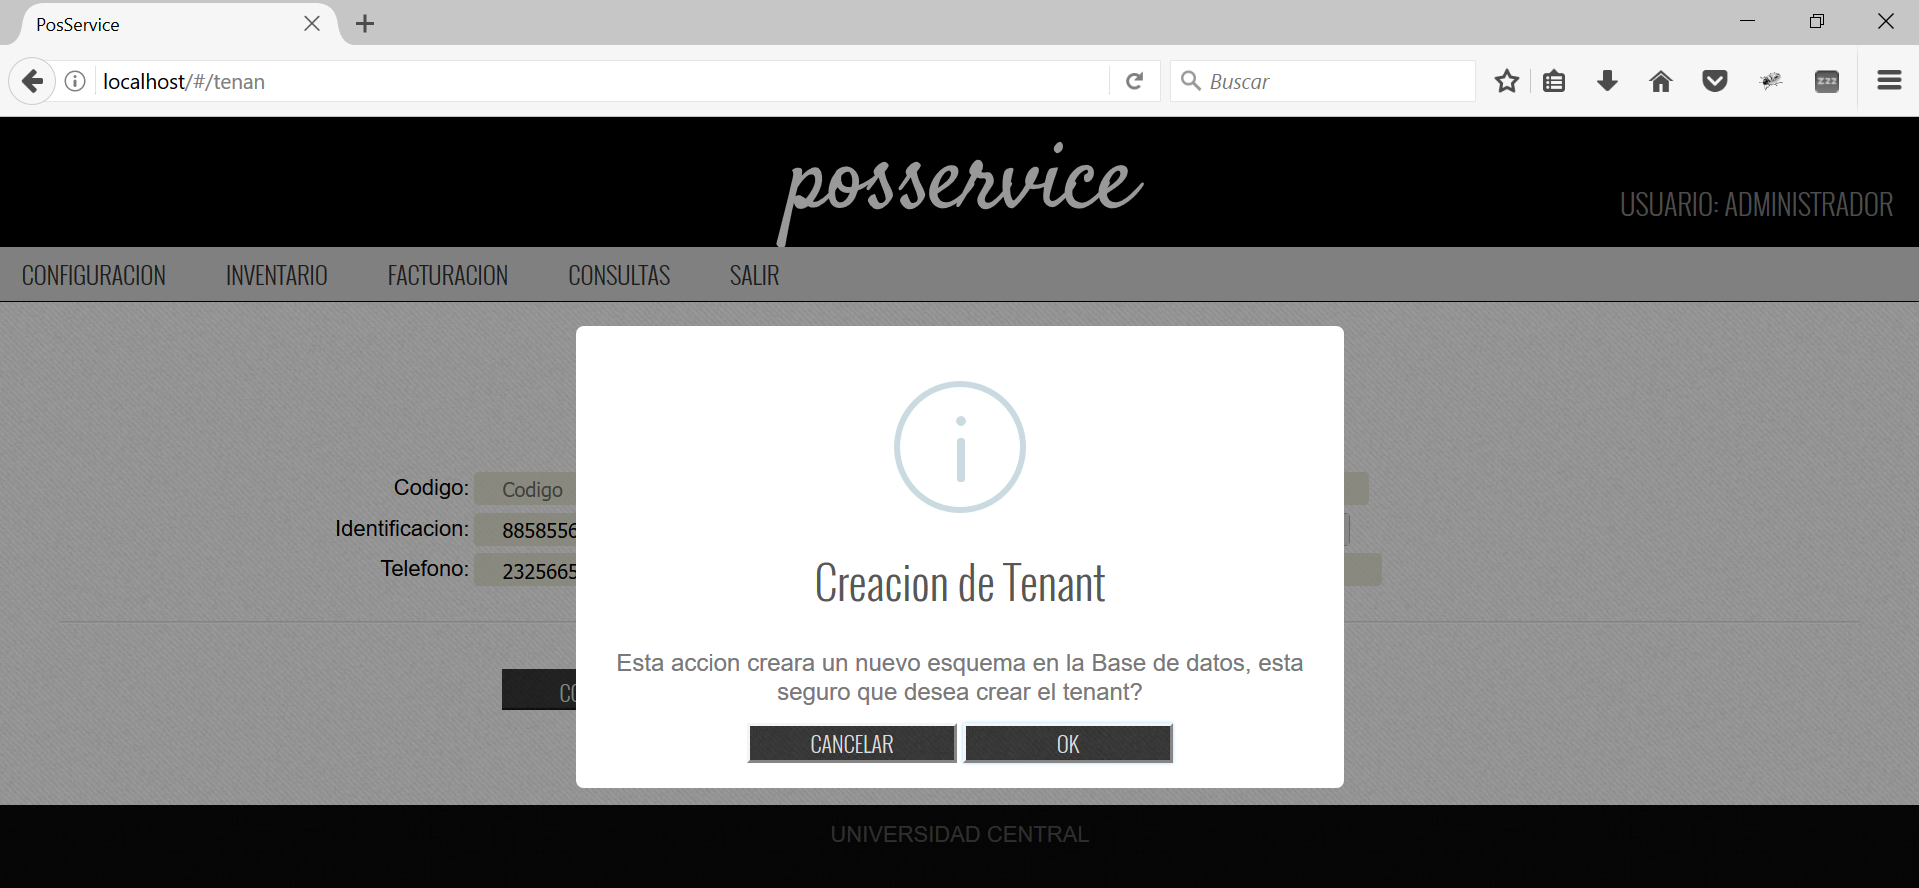 PosService
localhost/#/tenan
Buscar
zzz
posservice
USUARIO: ADMINISTRADOR
CONFIGURACION INVENTARIO FACTURACION CONSULTAS SALIR
Codigo: Codigo
Identificacion: 8858556
Telefono: 2325665
Creacion de Tenant
Esta accion creara un nuevo esquema en la Base de datos, esta
seguro que desea crear el tenant?
CANCELAR OK
UNIVERSIDAD CENTRAL